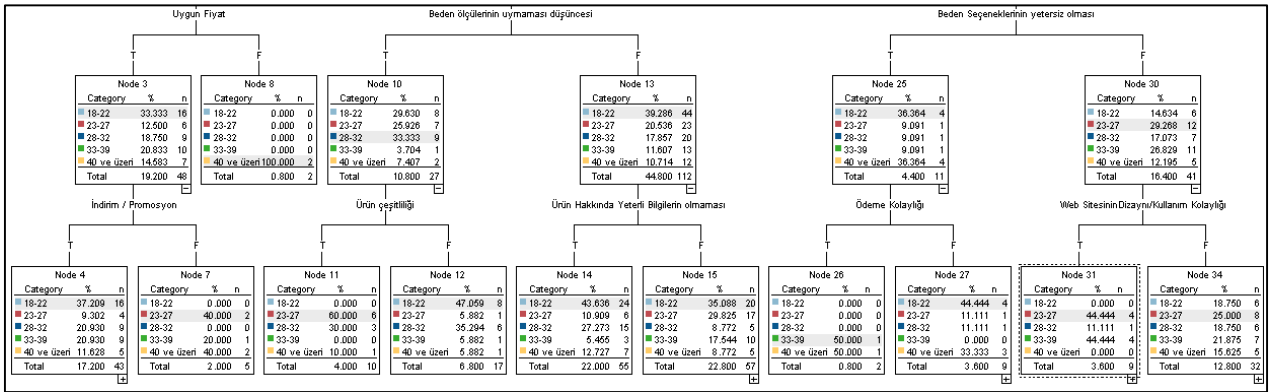 Uygun Fiyat
Beden ölçülerinin uymaması düşüncesi
Beden Seçeneklerinin yetersiz olması
T
F
T
F
T
F
Node 3
Category % n
18-22 33.333 16
23-27 12.500 6
28-32 18.750 9
33-39 20.833 10
40 ve üzeri 14.583 7
Total 19.200 48
Node 8
Category % n
18-22 0.000 0
23-27 0.000 0
28-32 0.000 0
33-39 0.000 0
40 ve üzeri 100.000 2
Total 0.800 2
Node 10
Category % n
18-22 29.630 8
23-27 25.926 7
28-32 33.333 9
33-39 3.704 1
40 ve üzeri 7.407 2
Total 10.800 27
Node 13
Category % n
18-22 39.286 44
23-27 20.536 23
28-32 17.857 20
33-39 11.607 13
40 ve üzeri 10.714 12
Total 44.800 112
Node 25
Category % n
18-22 36.364 4
23-27 9.091 1
28-32 9.091 1
33-39 9.091 1
40 ve üzeri 36.364 4
Total 4.400 11
Node 30
Category % n
18-22 14.634 6
23-27 29.268 12
28-32 17.073 7
33-39 26.829 11
40 ve üzeri 12.195 5
Total 16.400 41
İndirim / Promosyon
Ürün çeşitliliği
Ürün Hakkında Yeterli Bilgilerin olmaması
Ödeme Kolaylığı
Web Sitesinin Dizaynı/Kullanım Kolaylığı
T
F
T
F
T
F
T
F
T
F
Node 4
Category % n
18-22 37.209 16
23-27 9.302 4
28-32 20.930 9
33-39 20.930 9
40 ve üzeri 11.628 5
Total 17.200 43
Node 7
Category % n
18-22 0.000 0
23-27 40.000 2
28-32 0.000 0
33-39 20.000 1
40 ve üzeri 40.000 2
Total 2.000 5
Node 11
Category % n
18-22 0.000 0
23-27 60.000 6
28-32 30.000 3
33-39 0.000 0
40 ve üzeri 10.000 1
Total 4.000 10
Node 12
Category % n
18-22 47.059 8
23-27 5.882 1
28-32 35.294 6
33-39 5.882 1
40 ve üzeri 5.882 1
Total 6.800 17
Node 14
Category % n
18-22 43.636 24
23-27 10.909 6
28-32 27.273 15
33-39 5.455 3
40 ve üzeri 12.727 7
Total 22.000 55
Node 15
Category % n
18-22 35.088 20
23-27 29.825 17
28-32 8.772 5
33-39 17.544 10
40 ve üzeri 8.772 5
Total 22.800 57
Node 26
Category % n
18-22 0.000 0
23-27 0.000 0
28-32 0.000 0
33-39 50.000 1
40 ve üzeri 50.000 1
Total 0.800 2
Node 27
Category % n
18-22 44.444 4
23-27 11.111 1
28-32 11.111 1
33-39 0.000 0
40 ve üzeri 33.333 3
Total 3.600 9
Node 31
Category % n
18-22 0.000 0
23-27 44.444 4
28-32 11.111 1
33-39 44.444 4
40 ve üzeri 0.000 0
Total 3.600 9
Node 34
Category % n
18-22 18.750 6
23-27 25.000 8
28-32 18.750 6
33-39 21.875 7
40 ve üzeri 15.625 5
Total 12.800 32